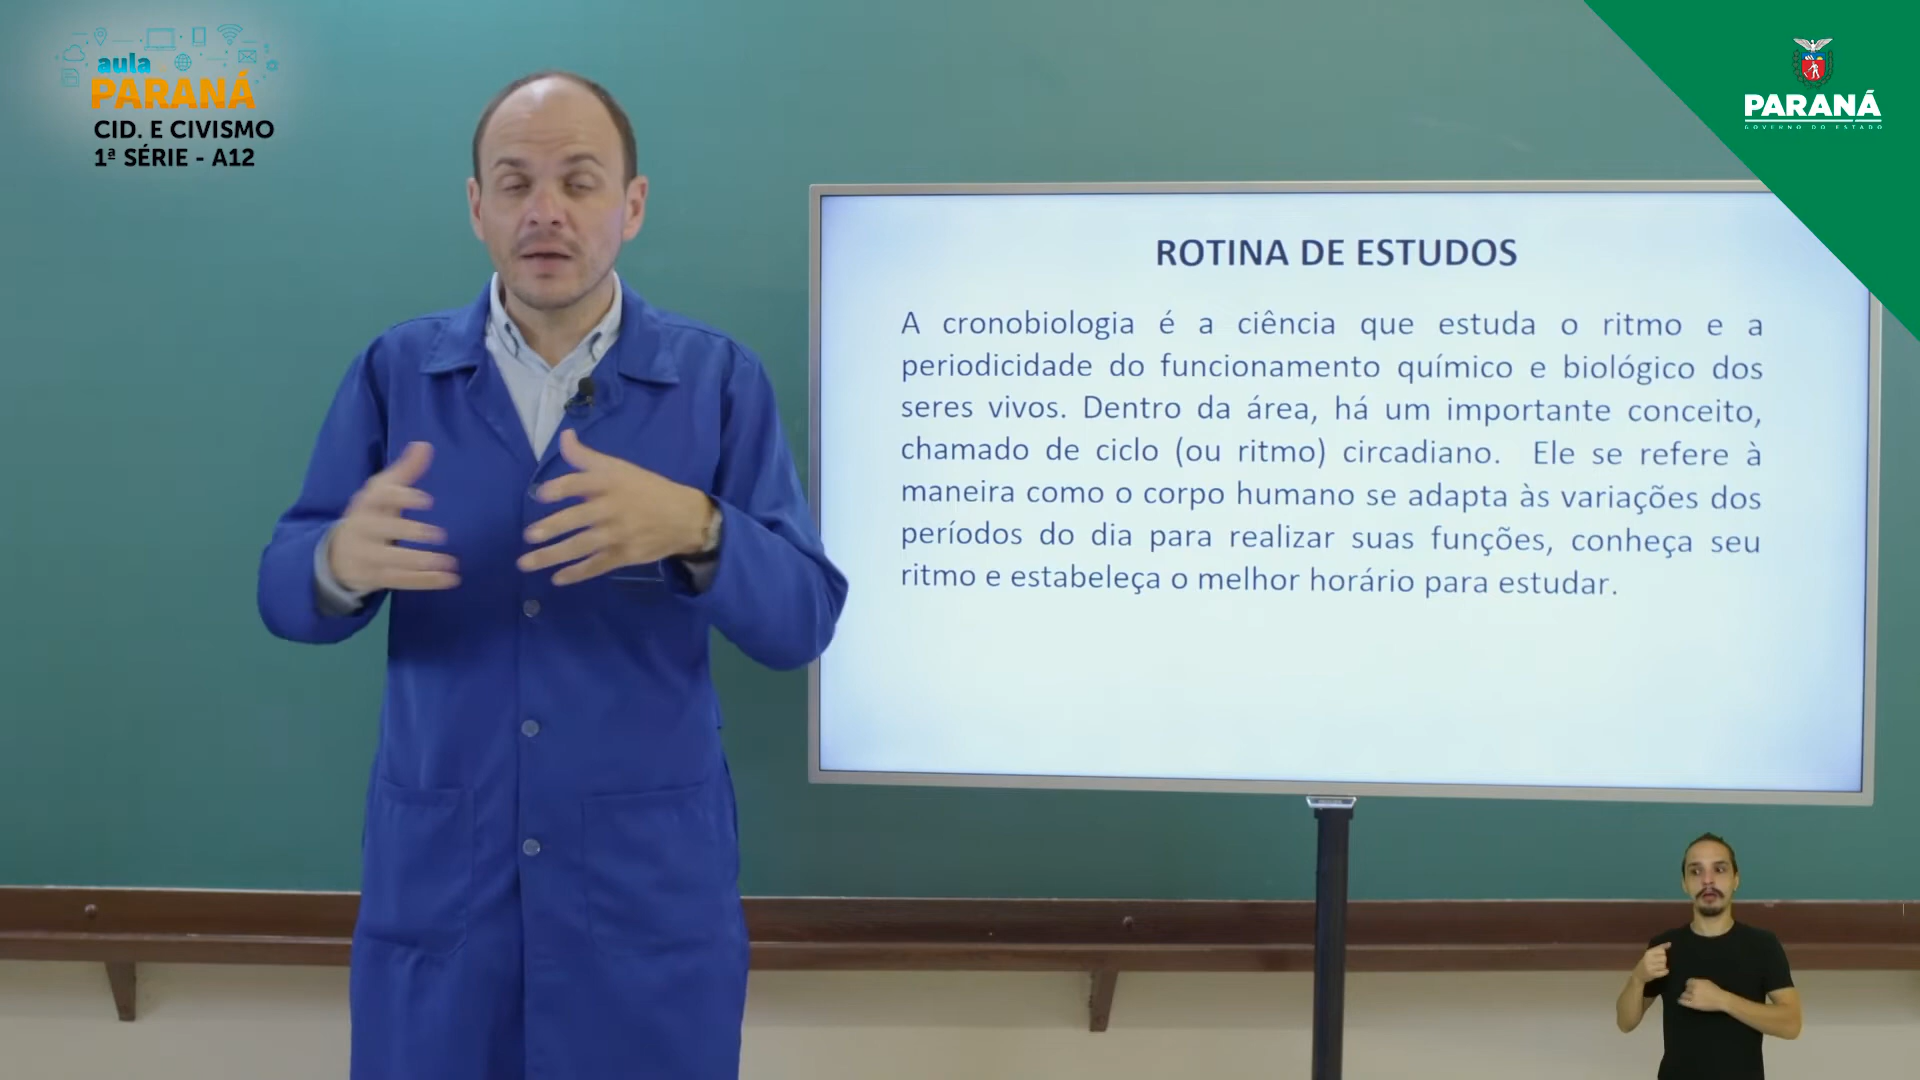 aula
PARANÁ
CID. E CIVISMO
1ª SÉRIE - A12
PARANÁ
GOVERNO DO ESTADO
ROTINA DE ESTUDOS
A cronobiologia é a ciência que estuda o ritmo e a
periodicidade do funcionamento químico e biológico dos
seres vivos. Dentro da área, há um importante conceito,
chamado de ciclo (ou ritmo) circadiano. Ele se refere à
maneira como o corpo humano se adapta às variações dos
períodos do dia para realizar suas funções, conheça seu
ritmo e estabeleça o melhor horário para estudar.